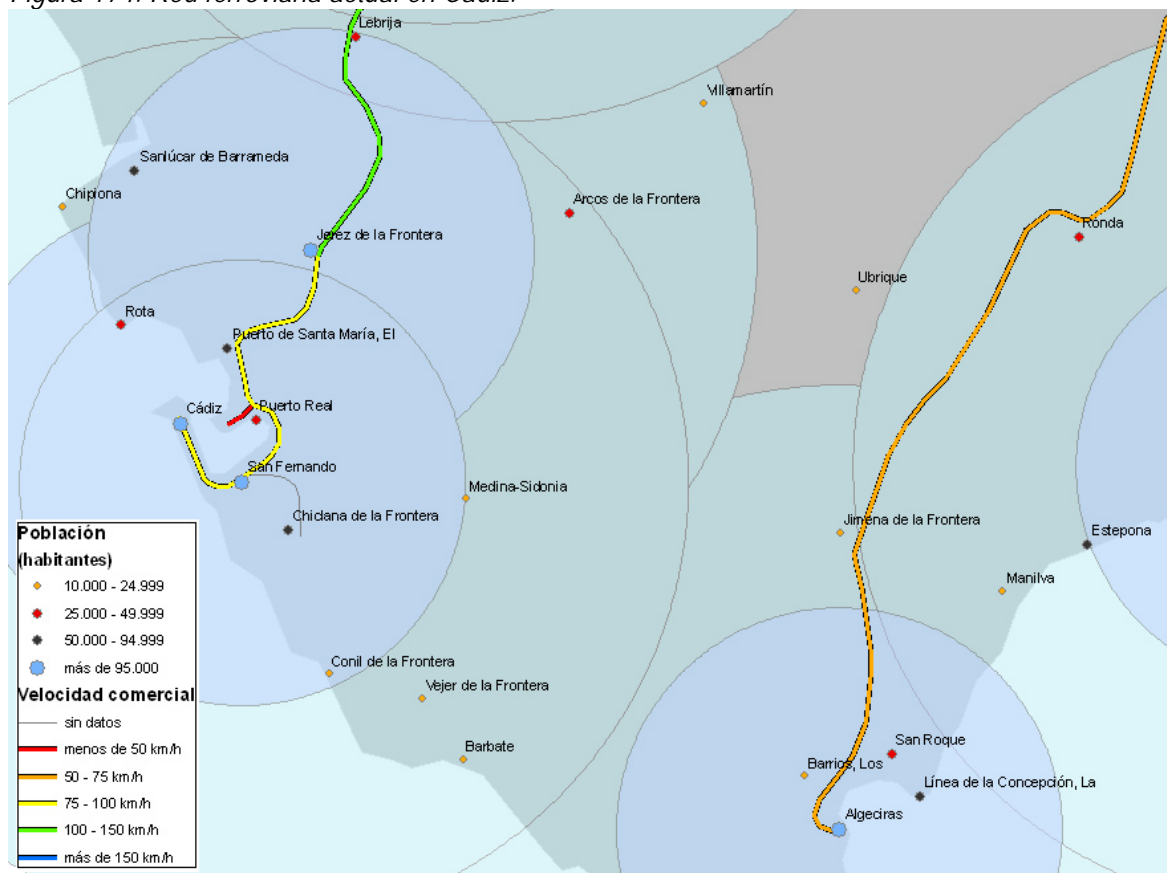 Lebrija
Villamartín
Sanlúcar de Barrameda
Chipiona
Arcos de la Frontera
Jerez de la Frontera
Ronda
Ubrique
Rota
Puerto de Santa María, El
Cádiz
Puerto Real
San Fernando
Medina-Sidonia
Chiclana de la Frontera
Jimena de la Frontera
Estepona
Manilva
Conil de la Frontera
Vejer de la Frontera
Barbate
San Roque
Barrios, Los
Línea de la Concepción, La
Algeciras
Población
(habitantes)
10.000 - 24.999
25.000 - 49.999
50.000 - 94.999
más de 95.000
Velocidad comercial
sin datos
menos de 50 km/h
50 - 75 km/h
75 - 100 km/h
100 - 150 km/h
más de 150 km/h